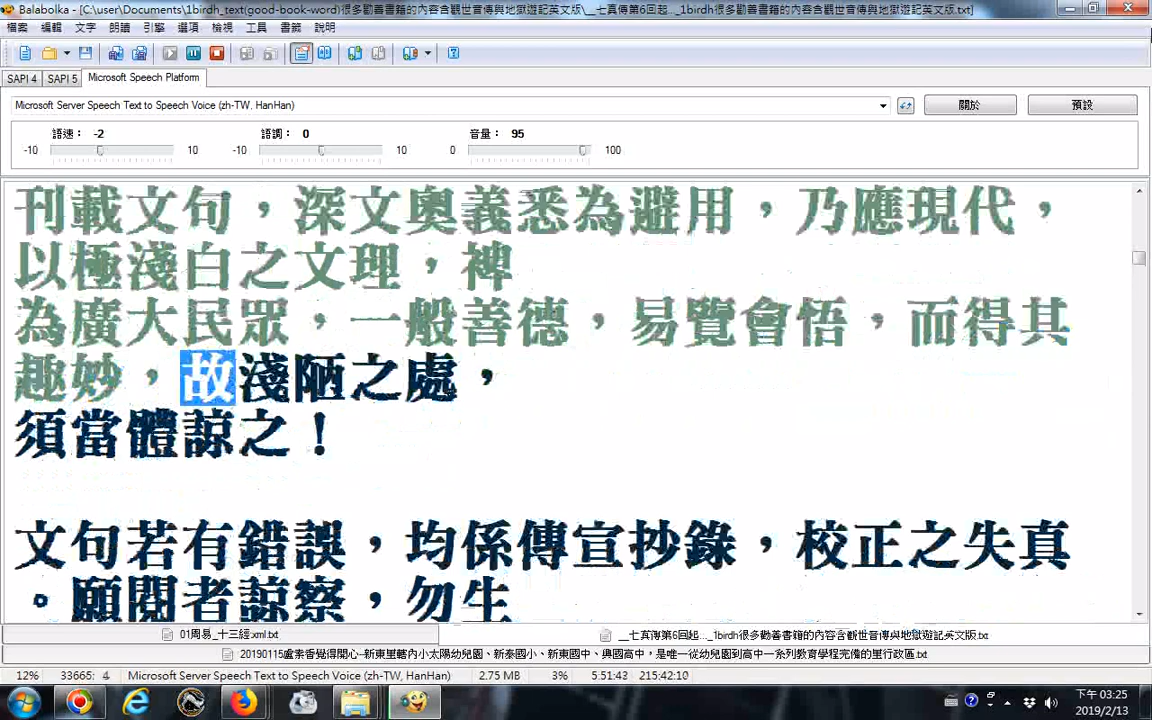 Balabolka - [C:\user\Documents\1birdh_text(good-book-word)很多勸善書籍的內容含觀世音傳與地獄遊記英文版\__七真傳第6回起..._1birdh很多勸善書籍的內容含觀世音傳與地獄遊記英文版.txt]
檔案 編輯 文字 朗讀 引擎 選項 檢視 工具 書籤 說明
SAPI 4 SAPI 5 Microsoft Speech Platform
Microsoft Server Speech Text to Speech Voice (zh-TW, HanHan) 關於 預設
語速： -2 語調： 0 音量： 95
-10 10 -10 10 0 100
刊載文句，深文奧義悉為避用，乃應現代，
以極淺白之文理，裨
為廣大民眾，一般善德，易覽會悟，而得其
趣妙，故淺陋之處，
須當體諒之！
文句若有錯誤，均係傳宣抄錄，校正之失真
。願閱者諒察，勿生
01周易_十三經.xml.txt __七真傳第6回起..._1birdh很多勸善書籍的內容含觀世音傳與地獄遊記英文版.txt
20190115盧素香覺得開心~新東里轄內小太陽幼兒園、新泰國小、新東國中、興國高中，是唯一從幼兒園到高中一系列教育學程完備的里行政區.txt
12% 33665: 4 Microsoft Server Speech Text to Speech Voice (zh-TW, HanHan) 2.75 MB 3% 5:51:43 215:42:10
下午 03:25
2019/2/13